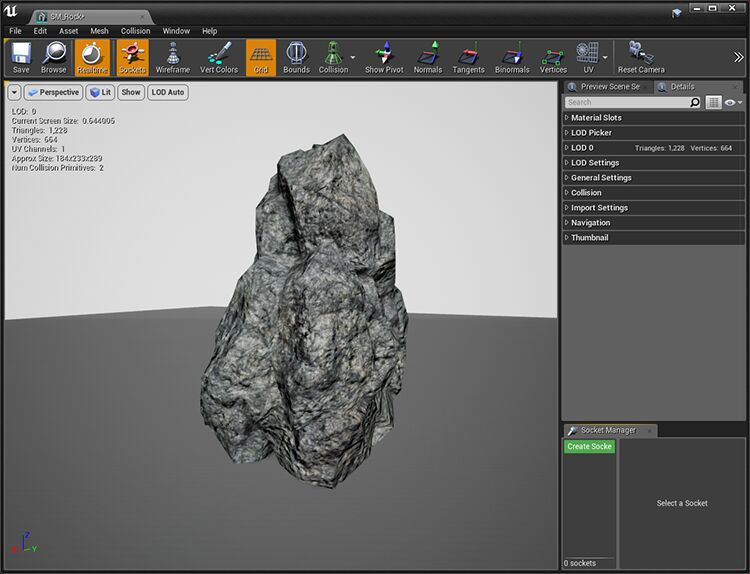 SM_Rock*
File Edit Asset Mesh Collision Window Help
Save Browse Realtime Sockets Wireframe Vert Colors Grid Bounds Collision Show Pivot Normals Tangents Binormals Vertices UV Reset Camera
Perspective Lit Show LOD Auto
LOD: 0
Current Screen Size: 0.644905
Triangles: 1,228
Vertices: 664
UV Channels: 1
Approx Size: 184x233x289
Num Collision Primitives: 2
Z
X Y
Preview Scene Se Details
Search
Material Slots
LOD Picker
LOD 0 Triangles: 1,228 Vertices: 664
LOD Settings
General Settings
Collision
Import Settings
Navigation
Thumbnail
Socket Manager
Create Socke
Select a Socket
0 sockets